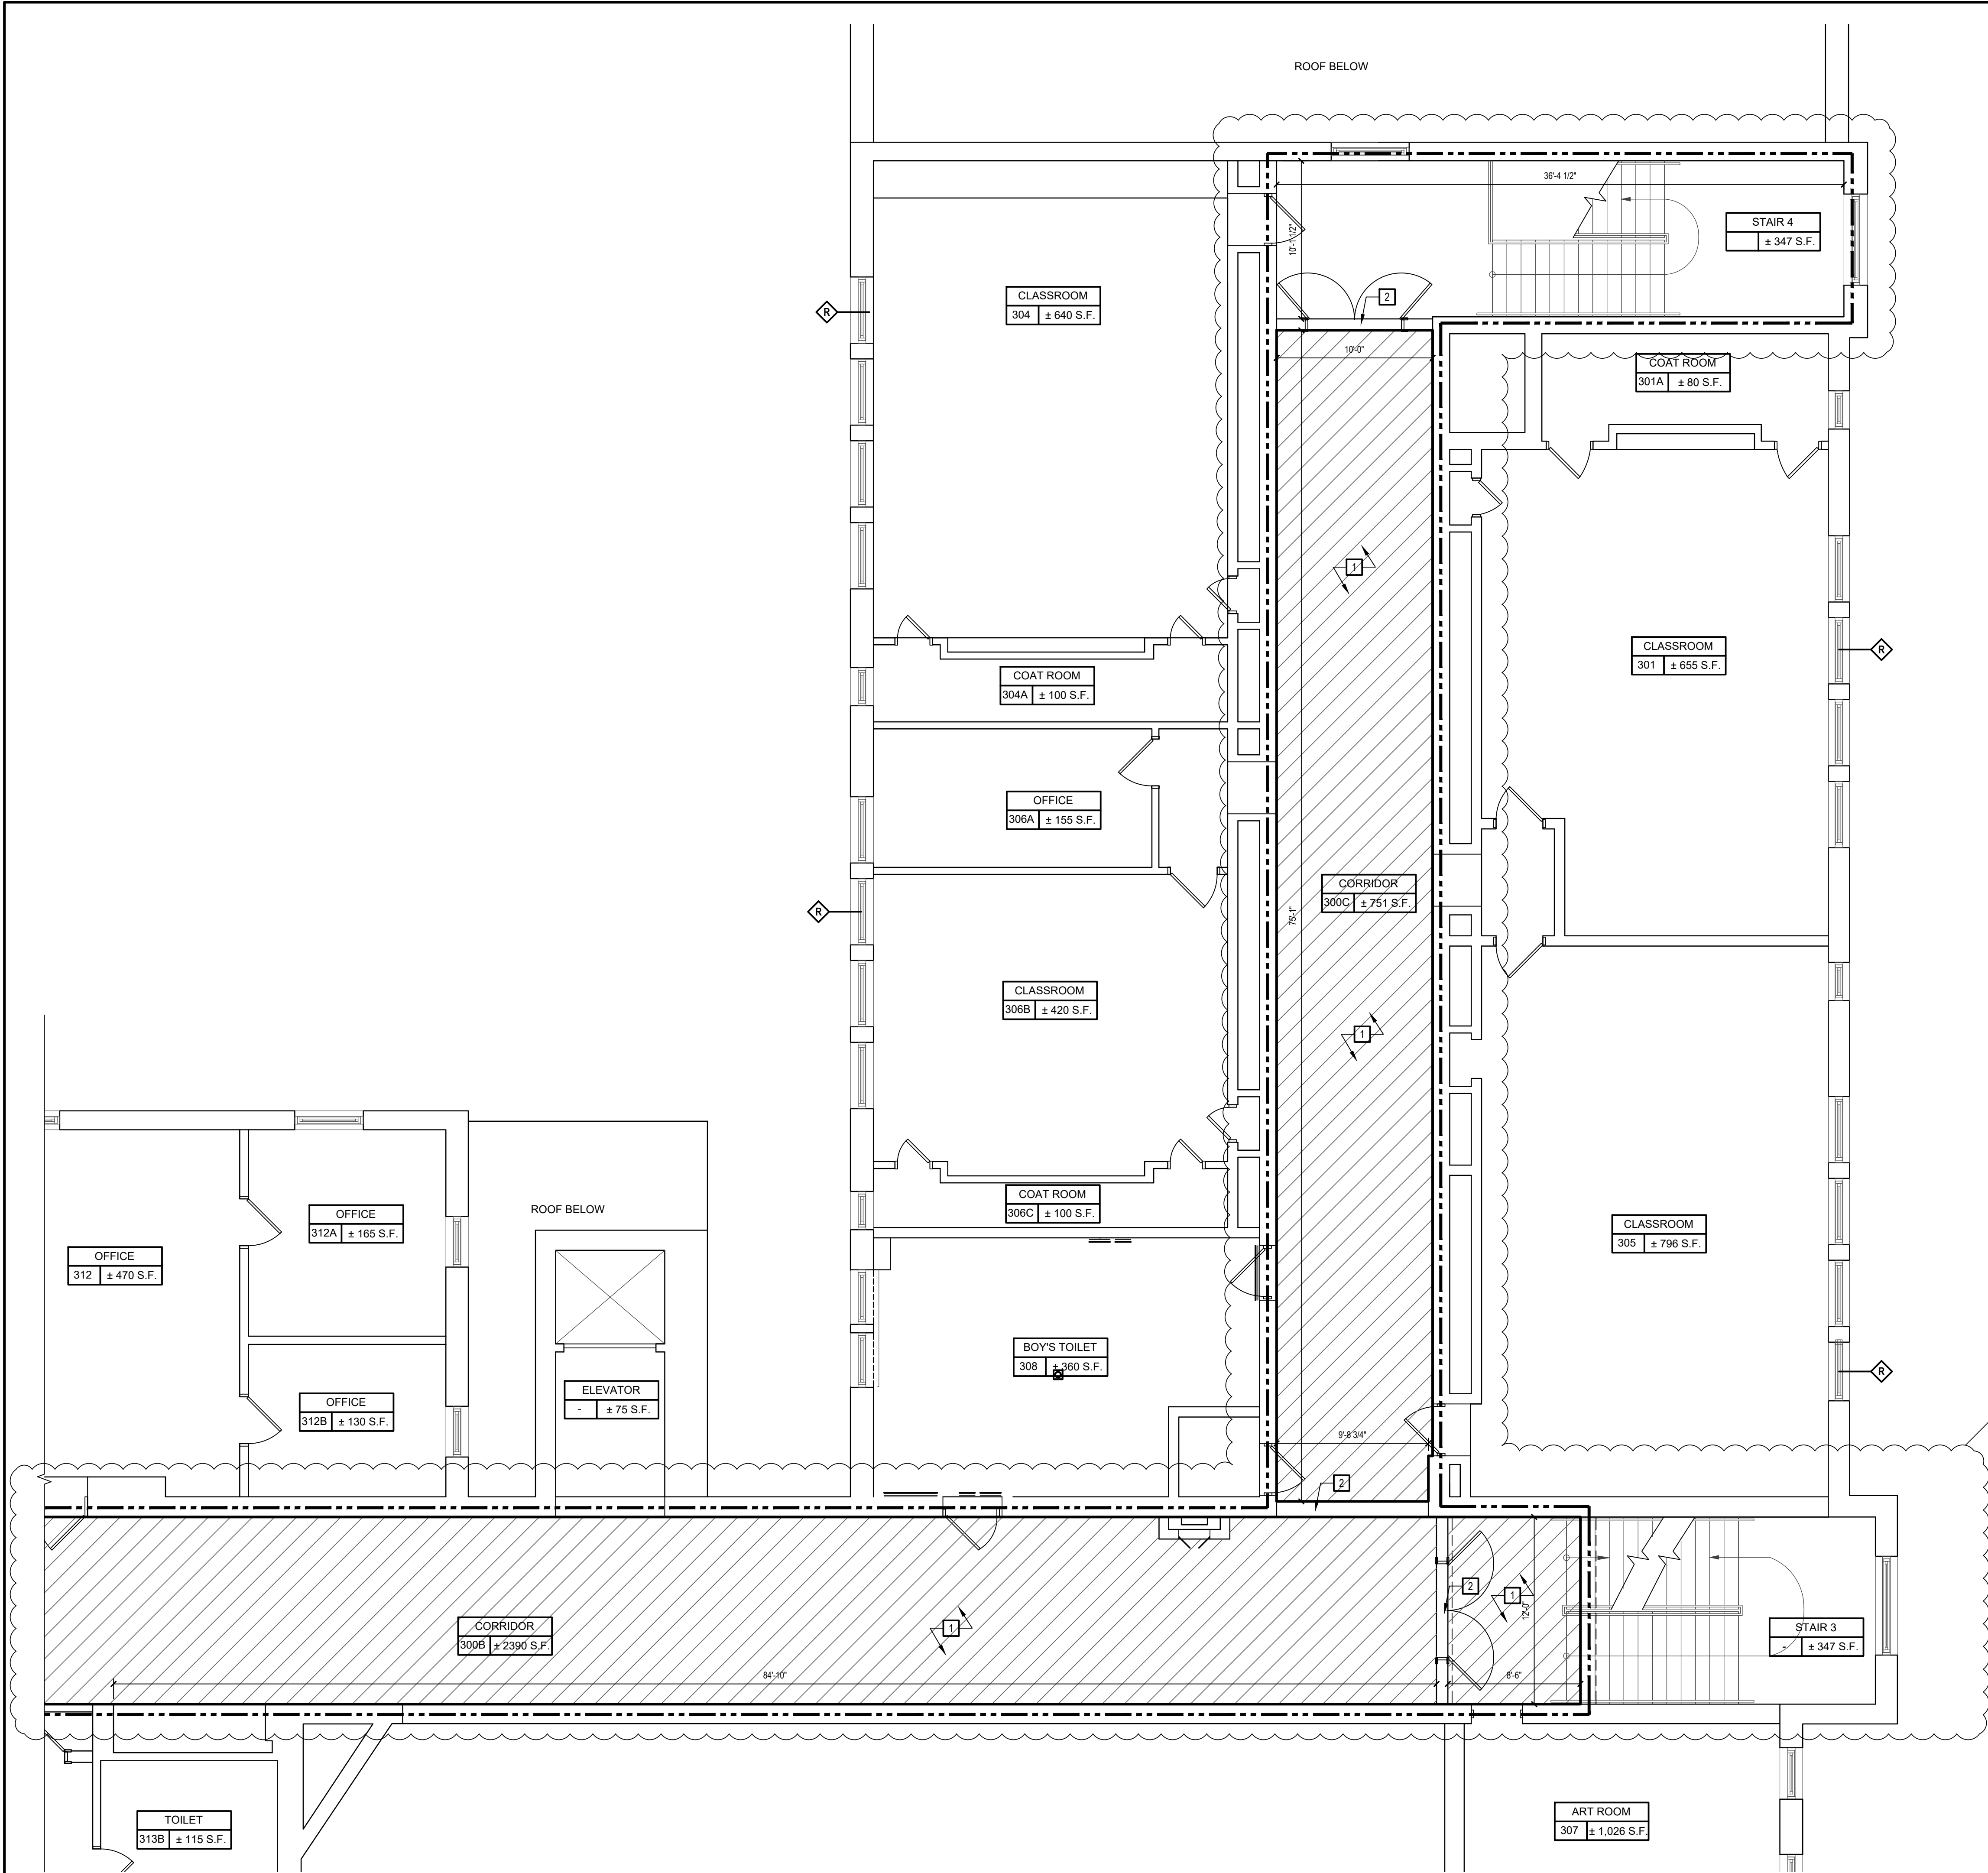 ROOF BELOW
36'-4 1/2"
STAIR 4
± 347 S.F.
10'-1 1/2"
2
CLASSROOM
304 ± 640 S.F.
R
10'-0"
COAT ROOM
301A ± 80 S.F.
1
CLASSROOM
301 ± 655 S.F.
R
COAT ROOM
304A ± 100 S.F.
OFFICE
306A ± 155 S.F.
CORRIDOR
300C ± 751 S.F.
R
75'-1"
CLASSROOM
306B ± 420 S.F.
1
COAT ROOM
306C ± 100 S.F.
ROOF BELOW
OFFICE
312A ± 165 S.F.
CLASSROOM
305 ± 796 S.F.
OFFICE
312 ± 470 S.F.
BOY'S TOILET
308 ± 360 S.F.
R
ELEVATOR
- ± 75 S.F.
OFFICE
312B ± 130 S.F.
9'-8 3/4"
2
2
1
12'-0"
CORRIDOR
300B ± 2390 S.F.
1
STAIR 3
- ± 347 S.F.
84'-10"
8'-6"
TOILET
313B ± 115 S.F.
ART ROOM
307 ± 1,026 S.F.